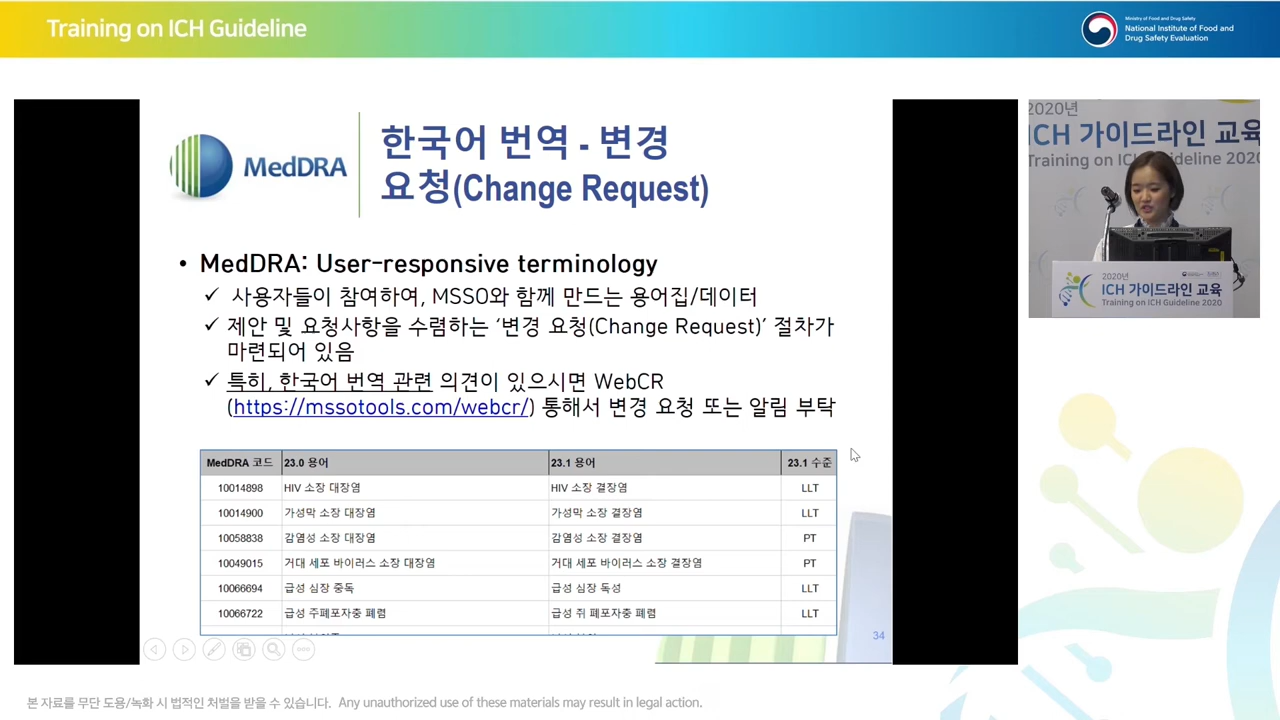 Training on ICH Guideline
Ministry of Food and Drug Safety
National Institute of Food and
Drug Safety Evaluation
MedDRA
한국어 번역 - 변경
요청(Change Request)
• MedDRA: User-responsive terminology
✓ 사용자들이 참여하여, MSSO와 함께 만드는 용어집/데이터
✓ 제안 및 요청사항을 수렴하는 ‘변경 요청(Change Request)’ 절차가
마련되어 있음
✓ 특히, 한국어 번역 관련 의견이 있으시면 WebCR
(https://mssotools.com/webcr/) 통해서 변경 요청 또는 알림 부탁
MedDRA 코드 23.0 용어 23.1 용어 23.1 수준
10014898 HIV 소장 대장염 HIV 소장 결장염 LLT
10014900 가성막 소장 대장염 가성막 소장 결장염 LLT
10058838 감염성 소장 대장염 감염성 소장 결장염 PT
10049015 거대 세포 바이러스 소장 대장염 거대 세포 바이러스 소장 결장염 PT
10066694 급성 심장 중독 급성 심장 독성 LLT
10066722 급성 주폐포자충 폐렴 급성 쥐 폐포자충 폐렴 LLT
34
2020년
ICH 가이드라인 교육
Training on ICH Guideline 2020
2020년
ICH 가이드라인 교육
Training on ICH Guideline 2020
본 자료를 무단 도용/녹화 시 법적인 처벌을 받을 수 있습니다. Any unauthorized use of these materials may result in legal action.